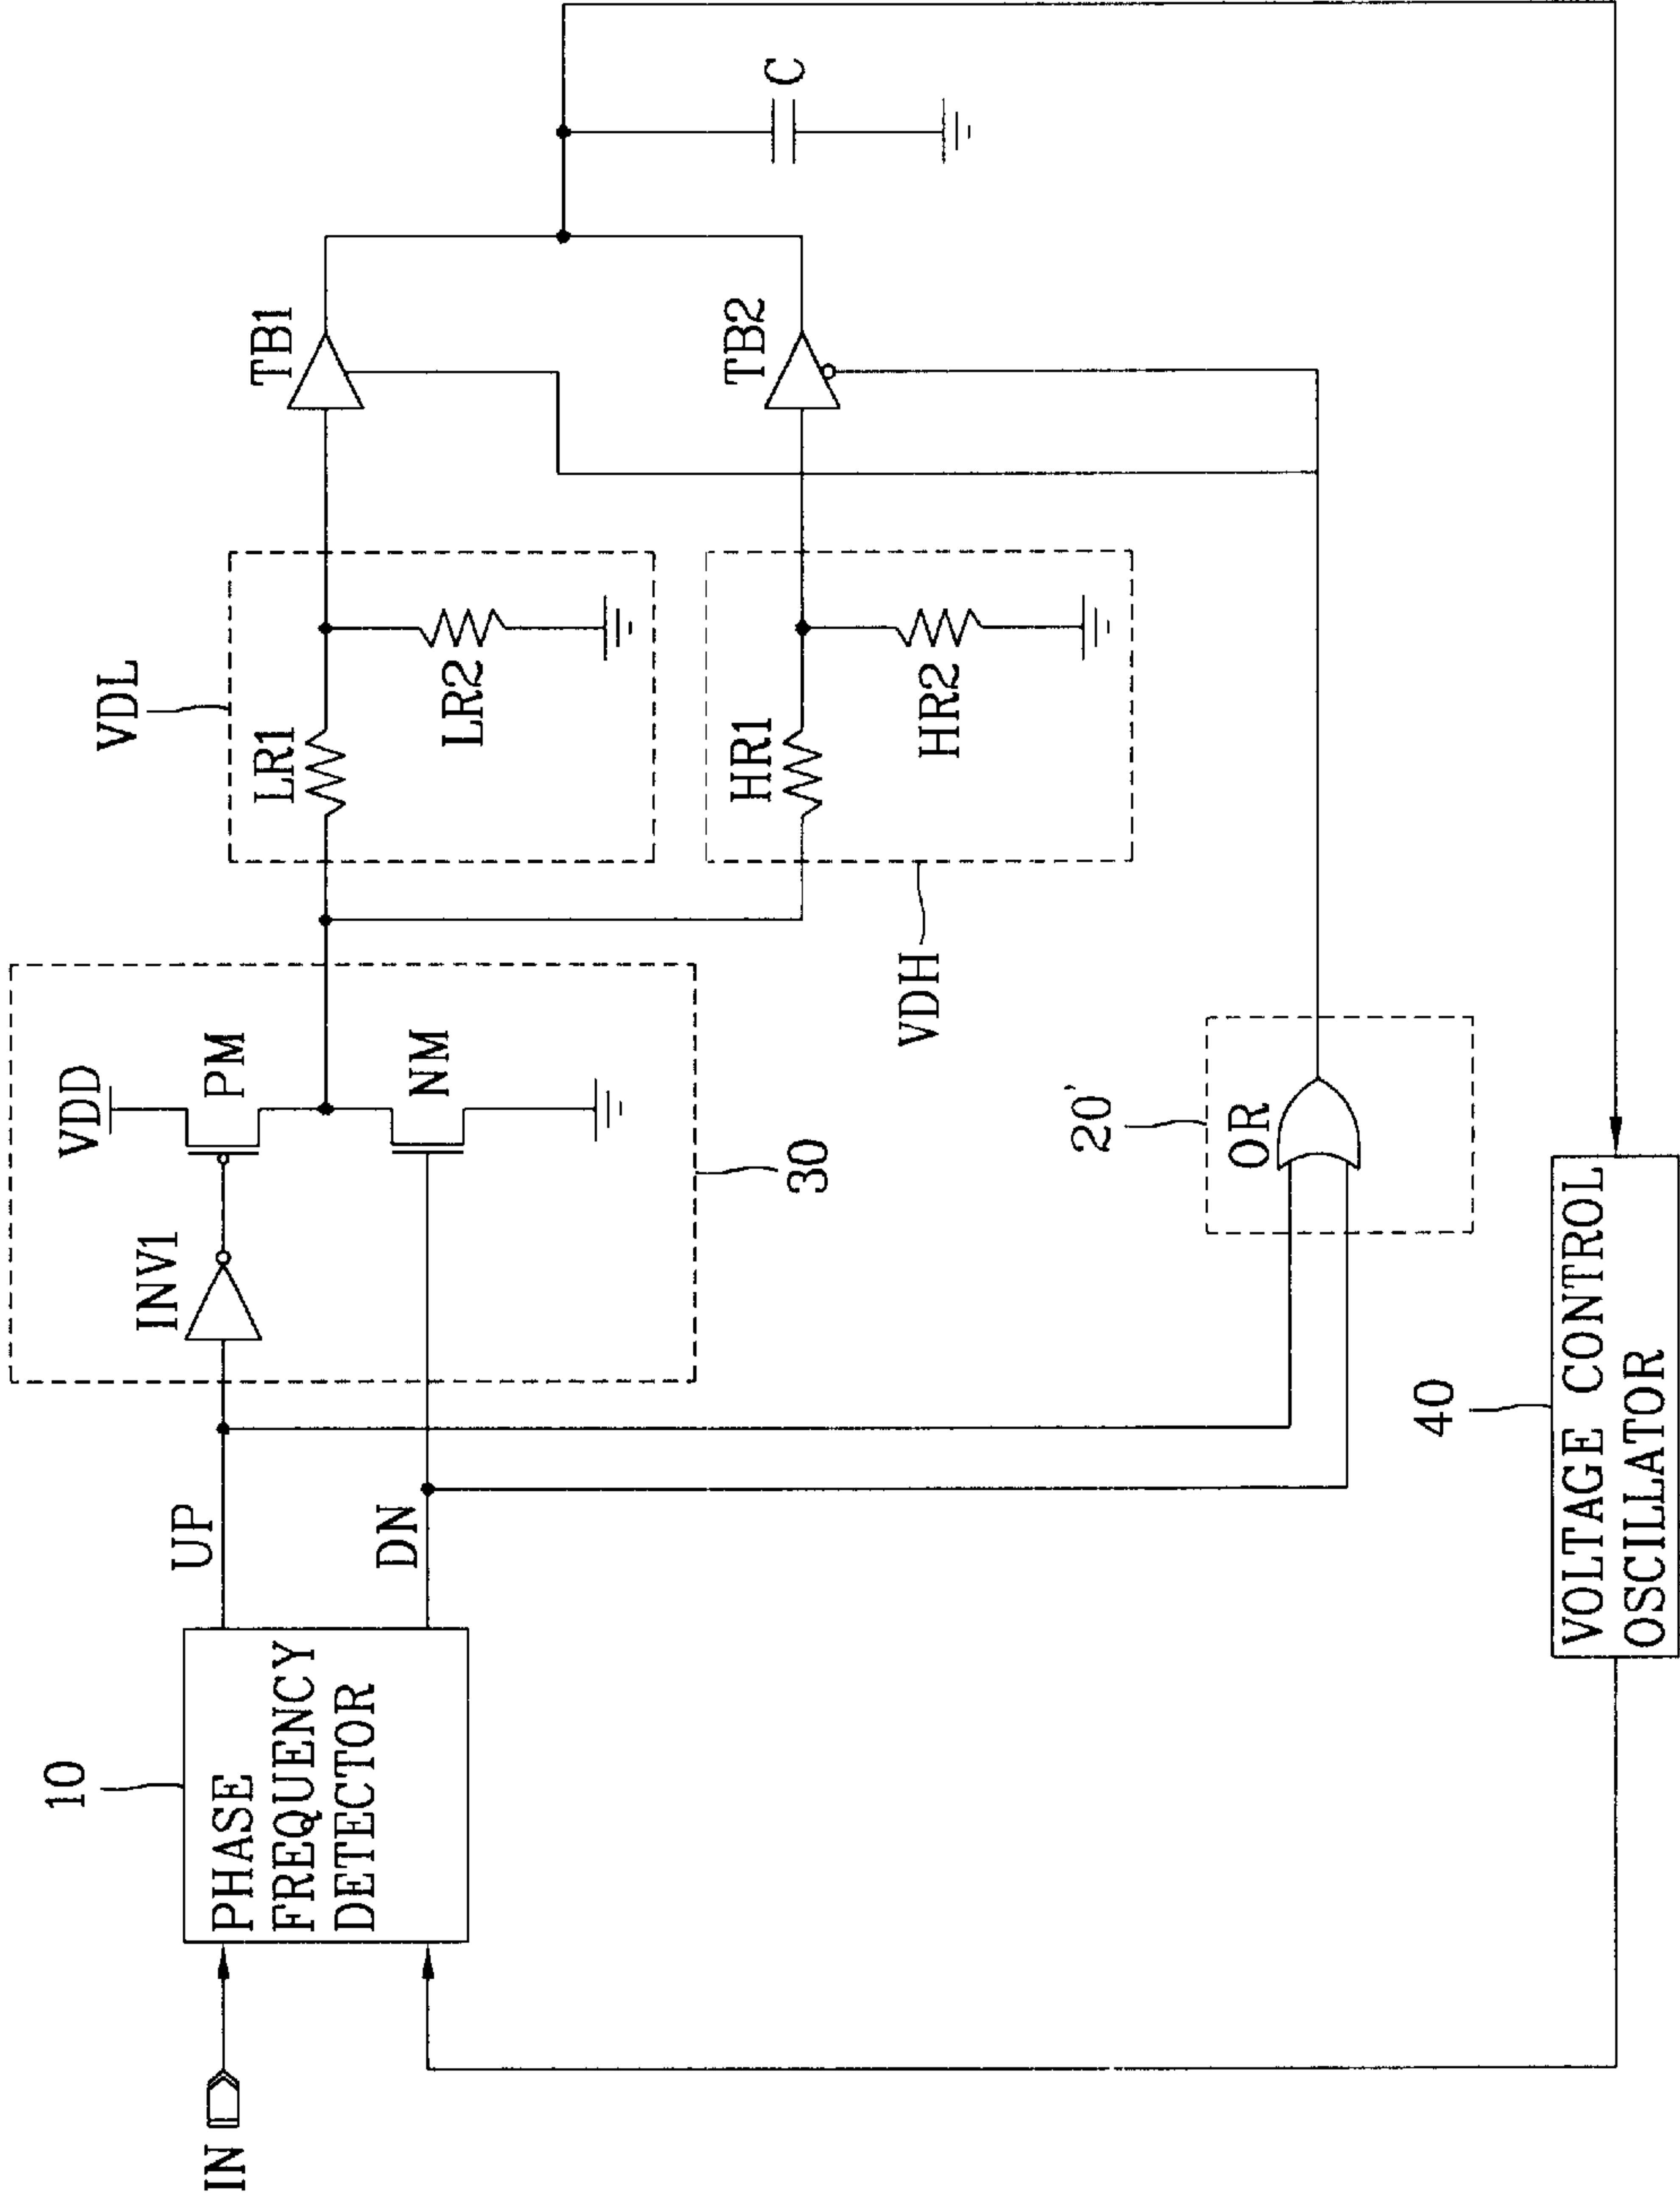 IN
10
PHASE
FREQUENCY
DETECTOR
UP
DN
INV1
VDD
PM
NM
30
VDL
LR1
LR2
HR1
HR2
VDH
TB1
TB2
C
20'
OR
40
VOLTAGE CONTROL
OSCILLATOR